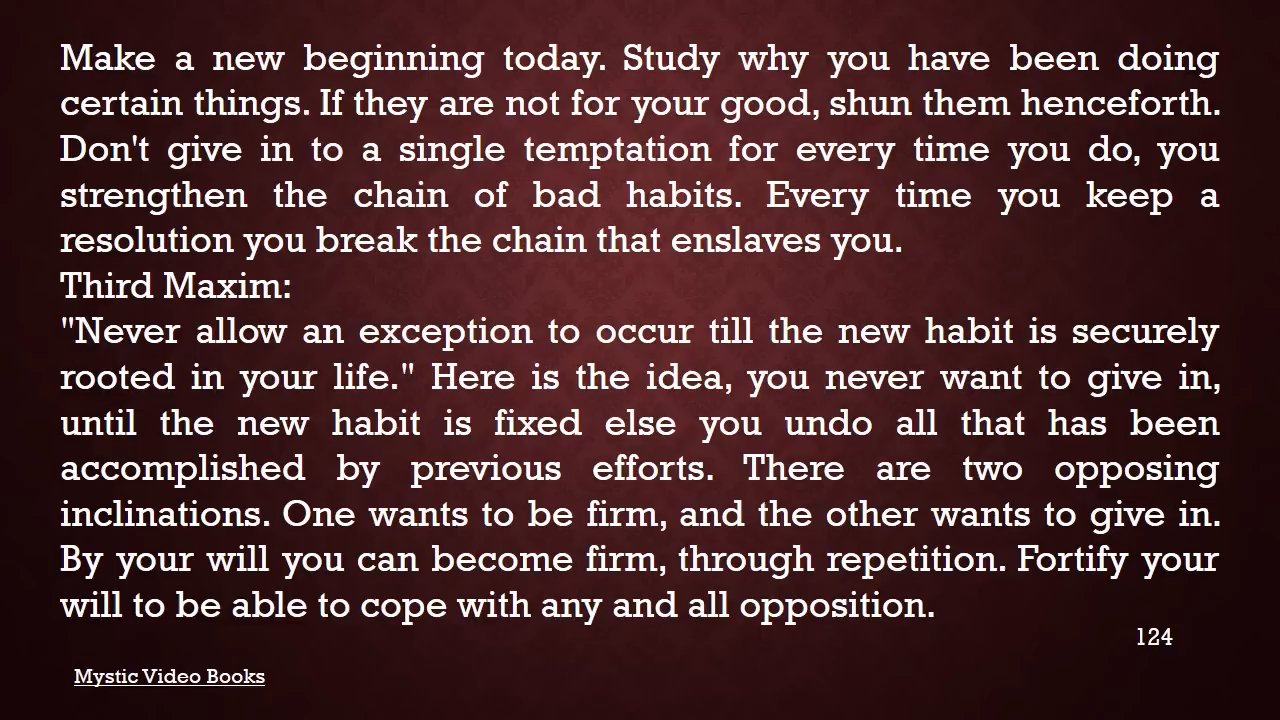 Make a new beginning today. Study why you have been doing
certain things. If they are not for your good, shun them henceforth.
Don't give in to a single temptation for every time you do, you
strengthen the chain of bad habits. Every time you keep a
resolution you break the chain that enslaves you.
Third Maxim:
"Never allow an exception to occur till the new habit is securely
rooted in your life." Here is the idea, you never want to give in,
until the new habit is fixed else you undo all that has been
accomplished by previous efforts. There are two opposing
inclinations. One wants to be firm, and the other wants to give in.
By your will you can become firm, through repetition. Fortify your
will to be able to cope with any and all opposition.
124
Mystic Video Books